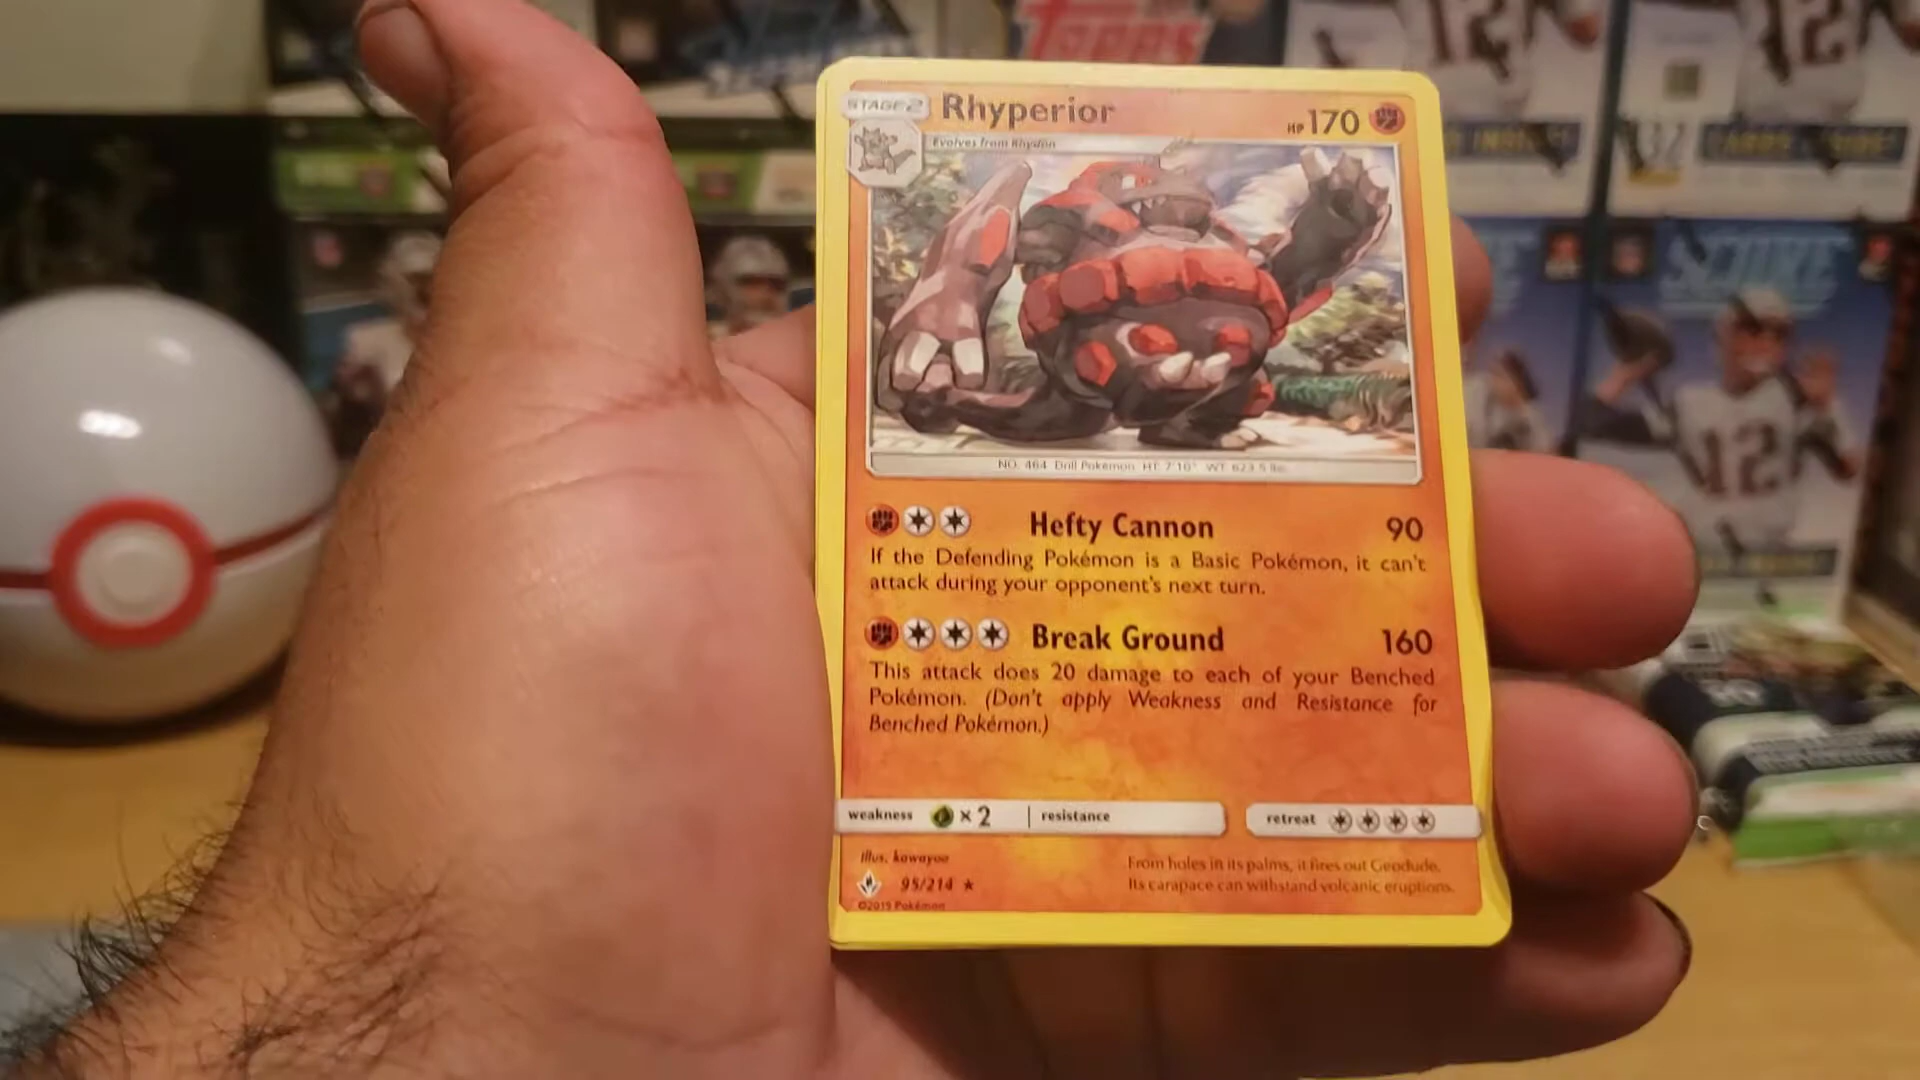 Topps
STAGE 2
Rhyperior
HP 170
Evolves from Rhydon
NO. 464 Drill Pokémon HT: 7'10" WT: 623.5 lbs.
Hefty Cannon 90
If the Defending Pokémon is a Basic Pokémon, it can't
attack during your opponent's next turn.
Break Ground 160
This attack does 20 damage to each of your Benched
Pokémon. (Don't apply Weakness and Resistance for
Benched Pokémon.)
weakness ×2 resistance
retreat
Illus. kawayoo
95/214 ★
©2019 Pokémon
From holes in its palms, it fires out Geodude.
Its carapace can withstand volcanic eruptions.
SCORE
12
12